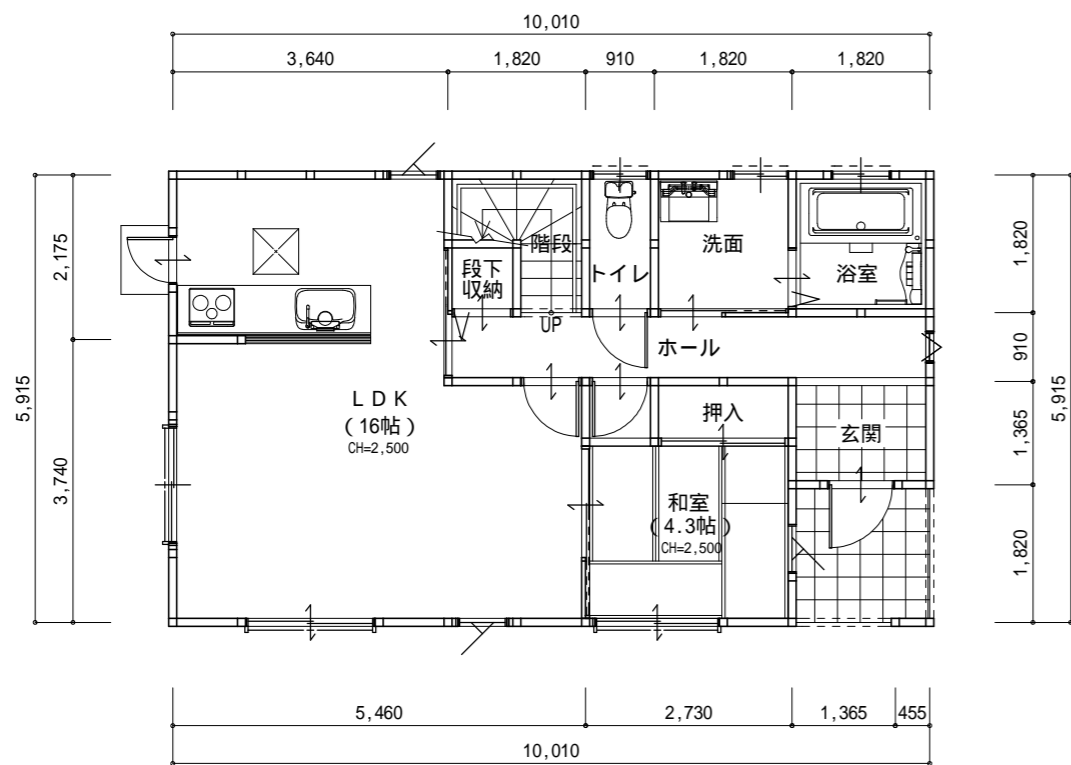 10,010
3,640
1,820
910
1,820
1,820
5,915
2,175
3,740
1,820
910
1,365
1,820
5,915
階段
段下
収納
UP
トイレ
洗面
浴室
ホール
LDK
(16帖)
CH=2,500
押入
玄関
和室
(4.3帖)
CH=2,500
5,460
2,730
1,365
455
10,010